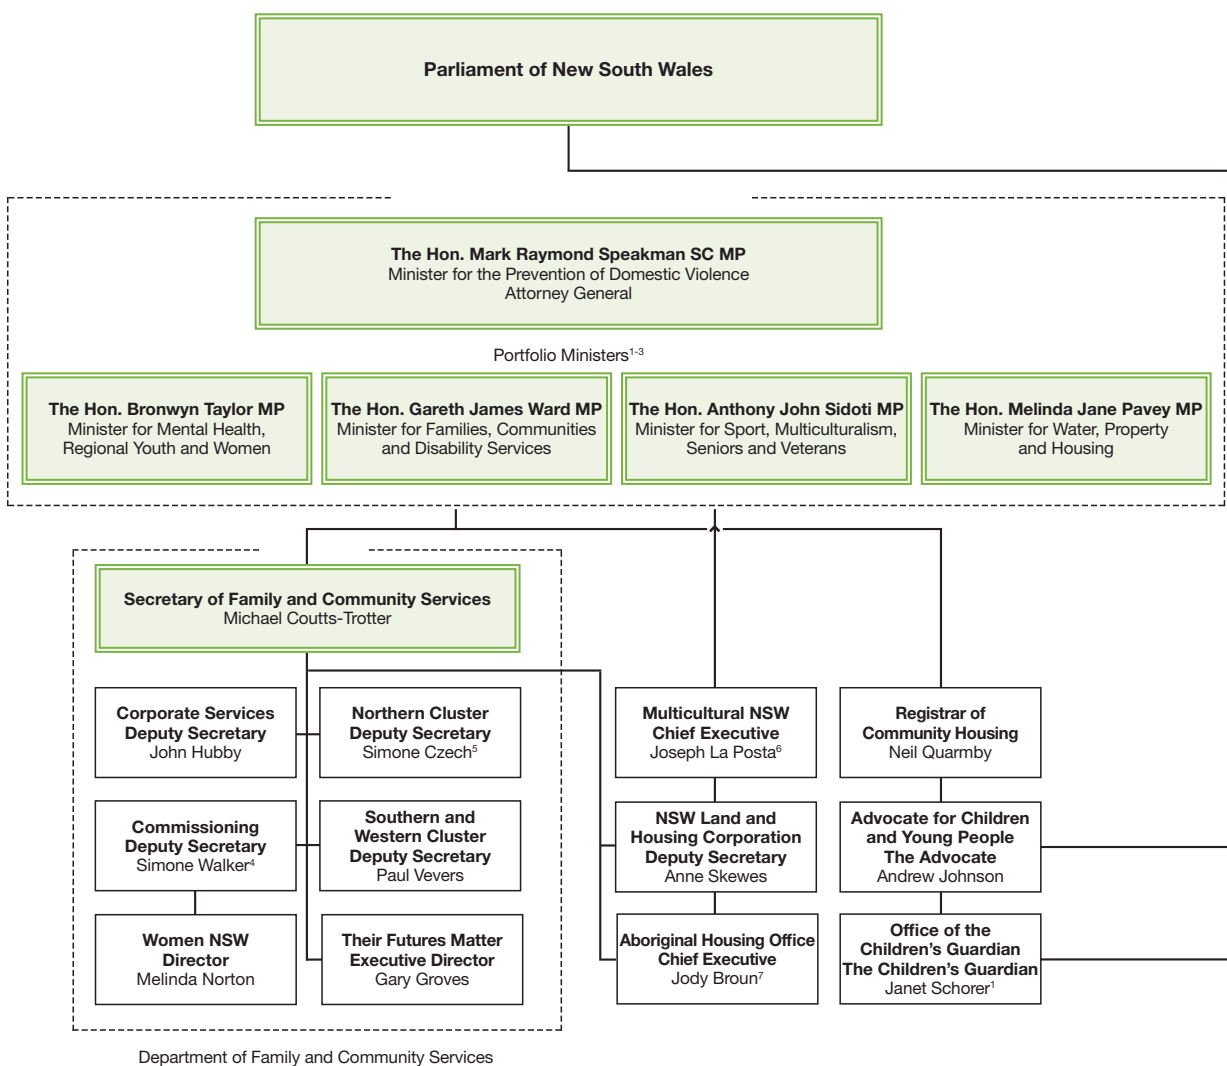 Parliament of New South Wales
The Hon. Mark Raymond Speakman SC MP
Minister for the Prevention of Domestic Violence
Attorney General
Portfolio Ministers¹⁻³
The Hon. Bronwyn Taylor MP
Minister for Mental Health,
Regional Youth and Women
The Hon. Gareth James Ward MP
Minister for Families, Communities
and Disability Services
The Hon. Anthony John Sidoti MP
Minister for Sport, Multiculturalism,
Seniors and Veterans
The Hon. Melinda Jane Pavey MP
Minister for Water, Property
and Housing
Secretary of Family and Community Services
Michael Coutts-Trotter
Corporate Services
Deputy Secretary
John Hubby
Northern Cluster
Deputy Secretary
Simone Czech⁵
Multicultural NSW
Chief Executive
Joseph La Posta⁶
Registrar of
Community Housing
Neil Quarmby
Commissioning
Deputy Secretary
Simone Walker⁴
Southern and
Western Cluster
Deputy Secretary
Paul Vevers
NSW Land and
Housing Corporation
Deputy Secretary
Anne Skewes
Advocate for Children
and Young People
The Advocate
Andrew Johnson
Women NSW
Director
Melinda Norton
Their Futures Matter
Executive Director
Gary Groves
Aboriginal Housing Office
Chief Executive
Jody Broun⁷
Office of the
Children’s Guardian
The Children’s Guardian
Janet Schorer¹
Department of Family and Community Services